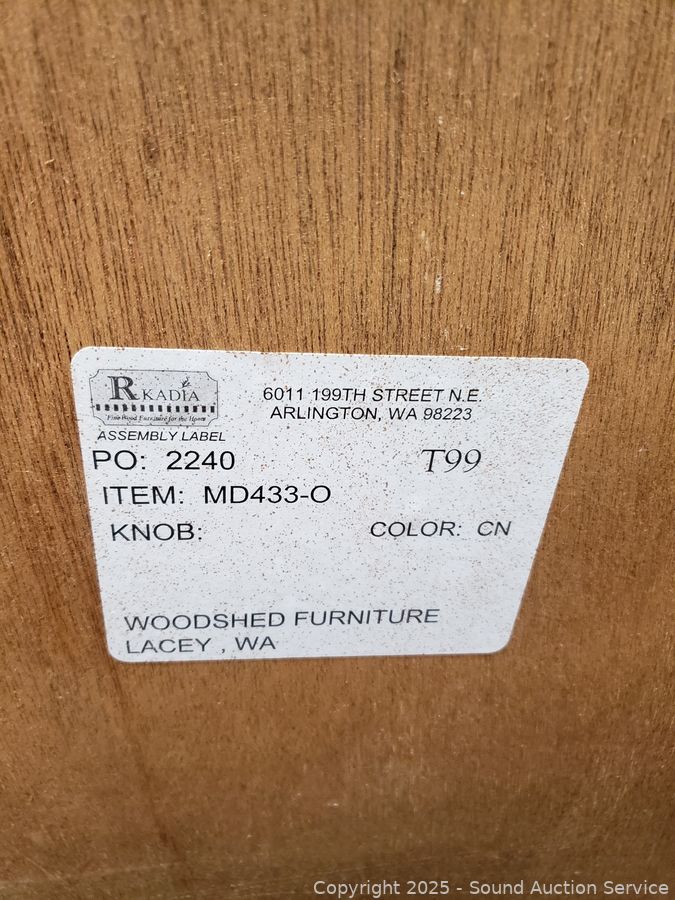 RKADIA
Fine Wood Furniture for the Home
6011 199TH STREET N.E.
ARLINGTON, WA 98223
ASSEMBLY LABEL
PO: 2240 T99
ITEM: MD433-O
KNOB: COLOR: CN
WOODSHED FURNITURE
LACEY , WA
Copyright 2025 - Sound Auction Service